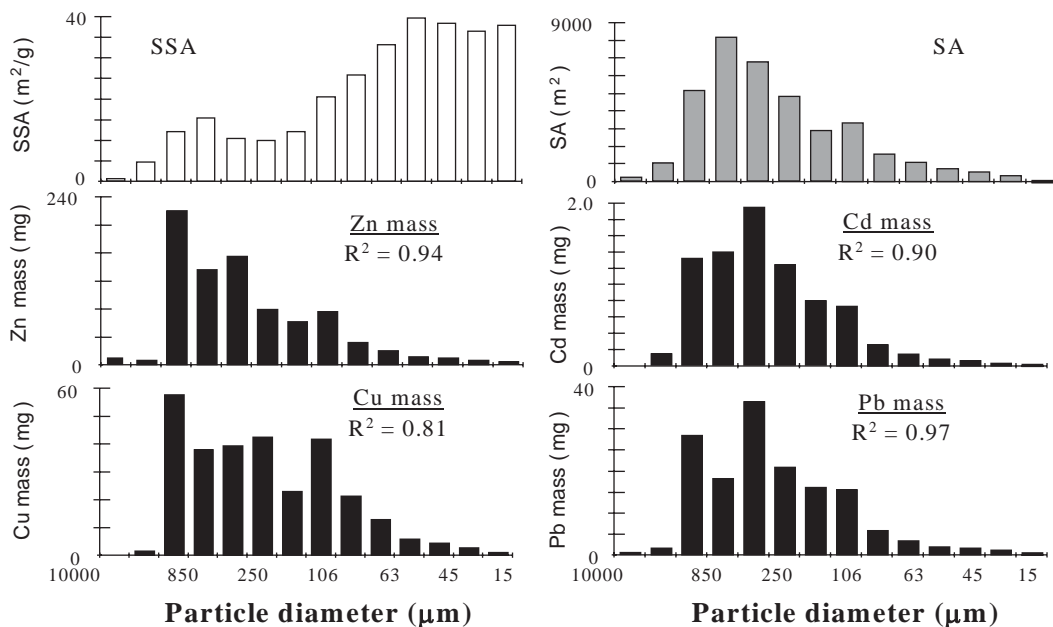 40
SSA
SSA ( m²/g)
0
9000
SA
SA ( m²)
0
240
Zn mass
R² = 0.94
Zn mass ( mg)
0
2.0
Cd mass
R² = 0.90
Cd mass ( mg)
0
60
Cu mass
R² = 0.81
Cu mass ( mg)
0
10000 850 250 106 63 45 15
Particle diameter (μm)
40
Pb mass
R² = 0.97
Pb mass ( mg)
0
10000 850 250 106 63 45 15
Particle diameter (μm)